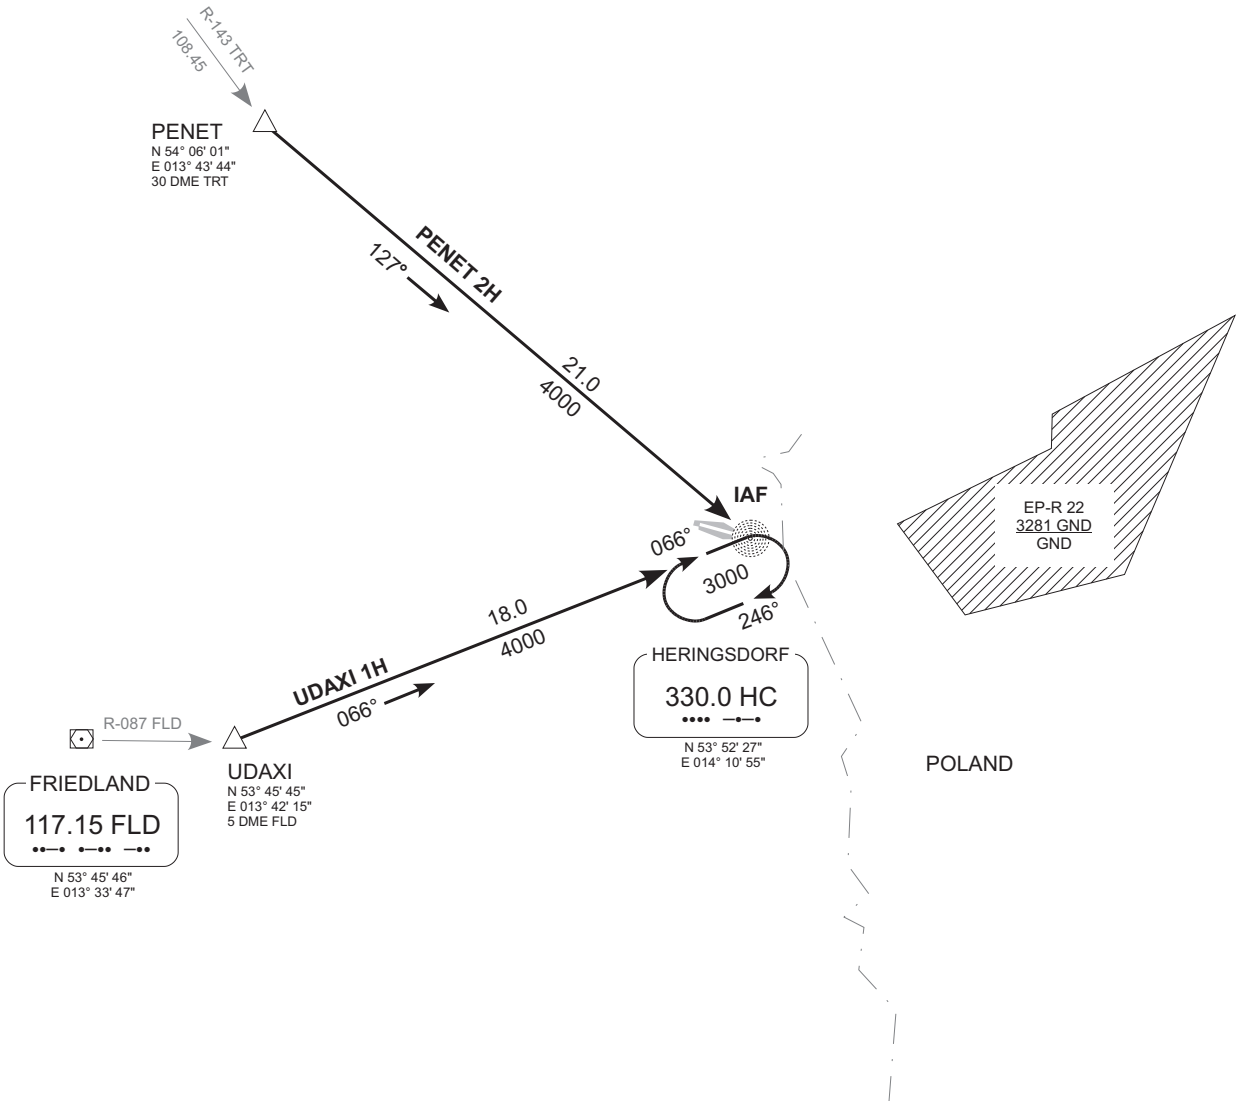 R-143 TRT
108.45
PENET
N 54° 06' 01"
E 013° 43' 44"
30 DME TRT
PENET 2H
127°
21.0
4000
IAF
EP-R 22
3281 GND
GND
066°
3000
246°
18.0
4000
UDAXI 1H
066°
HERINGSDORF
330.0 HC
N 53° 52' 27"
E 014° 10' 55"
R-087 FLD
UDAXI
N 53° 45' 45"
E 013° 42' 15"
5 DME FLD
FRIEDLAND
117.15 FLD
N 53° 45' 46"
E 013° 33' 47"
POLAND